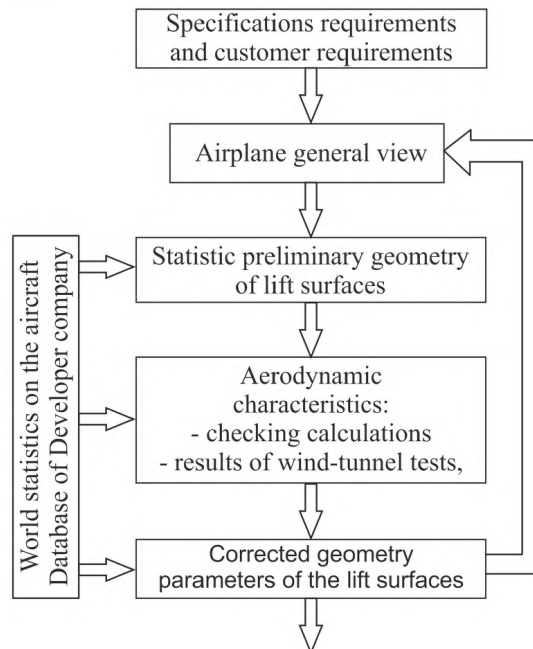 Specifications requirements
and customer requirements
Airplane general view
Statistic preliminary geometry
of lift surfaces
World statistics on the aircraft
Database of Developer company
Aerodynamic
characteristics:
- checking calculations
- results of wind-tunnel tests,
Corrected geometry
parameters of the lift surfaces